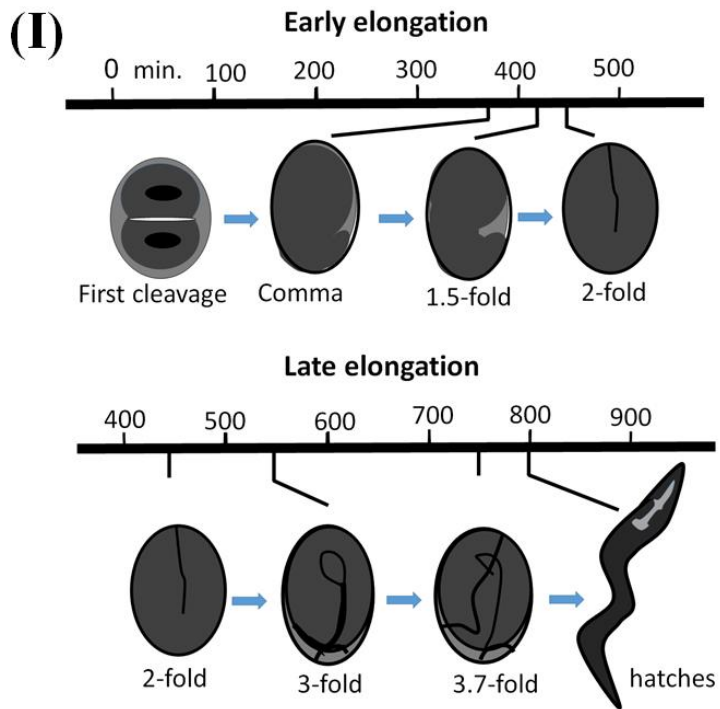 (I)
Early elongation
0 min. 100 200 300 400 500
First cleavage Comma 1.5-fold 2-fold
Late elongation
400 500 600 700 800 900
2-fold 3-fold 3.7-fold hatches